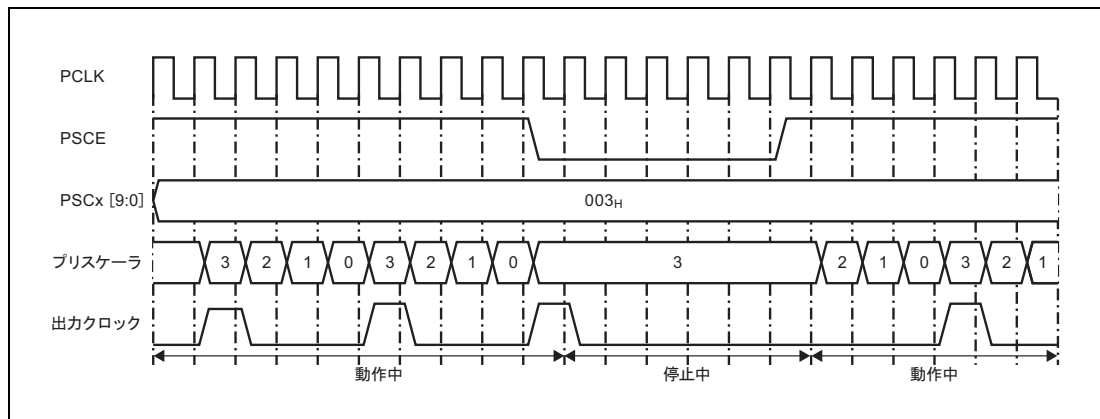 PCLK
PSCE
PSCx [9:0]
003H
プリスケーラ
3 2 1 0 3 2 1 0 3 2 1 0 3 2 1
出力クロック
動作中 停止中 動作中